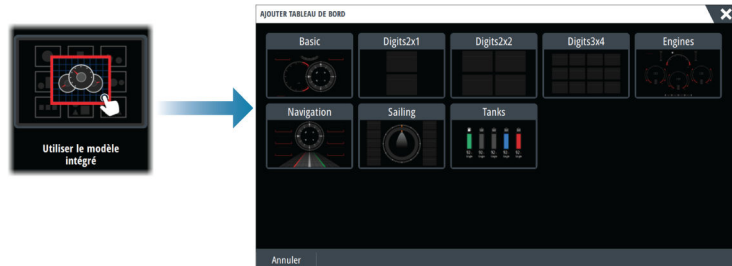 AJOUTER TABLEAU DE BORD
Basic
Digits2x1
Digits2x2
Digits3x4
Engines
Navigation
Sailing
Tanks
Utiliser le modèle
intégré
Annuler